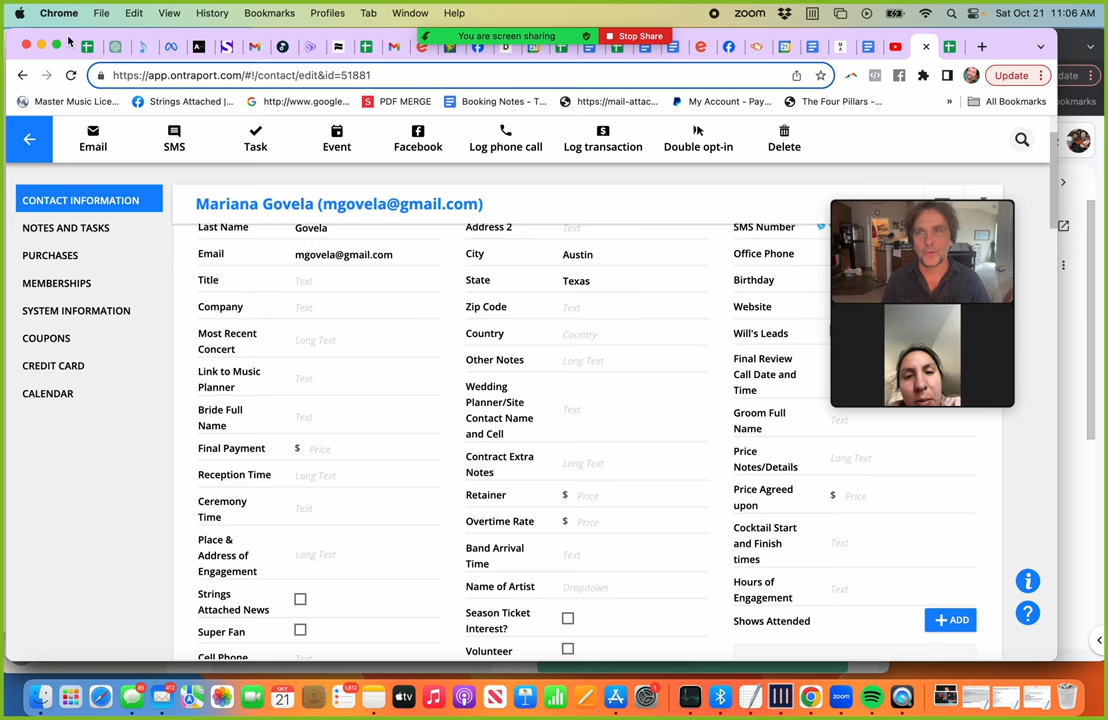 Chrome File Edit View History Bookmarks Profiles Tab Window Help zoom Sat Oct 21 11:06 AM
You are screen sharing Stop Share
https://app.ontraport.com/#!/contact/edit&id=51881 Update
Master Music Lice... Strings Attached |... http://www.google... PDF MERGE Booking Notes - T... https://mail-attac... My Account - Pay... The Four Pillars -... » All Bookmarks
Email SMS Task Event Facebook Log phone call Log transaction Double opt-in Delete
CONTACT INFORMATION
NOTES AND TASKS
PURCHASES
MEMBERSHIPS
SYSTEM INFORMATION
COUPONS
CREDIT CARD
CALENDAR
Mariana Govela (mgovela@gmail.com)
Last Name Govela
Email mgovela@gmail.com
Title Text
Company Text
Most Recent
Concert Long Text
Link to Music
Planner Text
Bride Full
Name Text
Final Payment $ Price
Reception Time Long Text
Ceremony
Time Text
Place &
Address of
Engagement Long Text
Strings
Attached News
Super Fan
Cell Phone
Address 2 Text
City Austin
State Texas
Zip Code Text
Country Country
Other Notes Long Text
Wedding
Planner/Site
Contact Name
and Cell Text
Contract Extra
Notes Long Text
Retainer $ Price
Overtime Rate $ Price
Band Arrival
Time Text
Name of Artist Dropdown
Season Ticket
Interest?
Volunteer
SMS Number
Office Phone
Birthday
Website
Will's Leads
Final Review
Call Date and
Time
Groom Full
Name Text
Price
Notes/Details Long Text
Price Agreed
upon $ Price
Cocktail Start
and Finish
times Text
Hours of
Engagement Text
Shows Attended + ADD